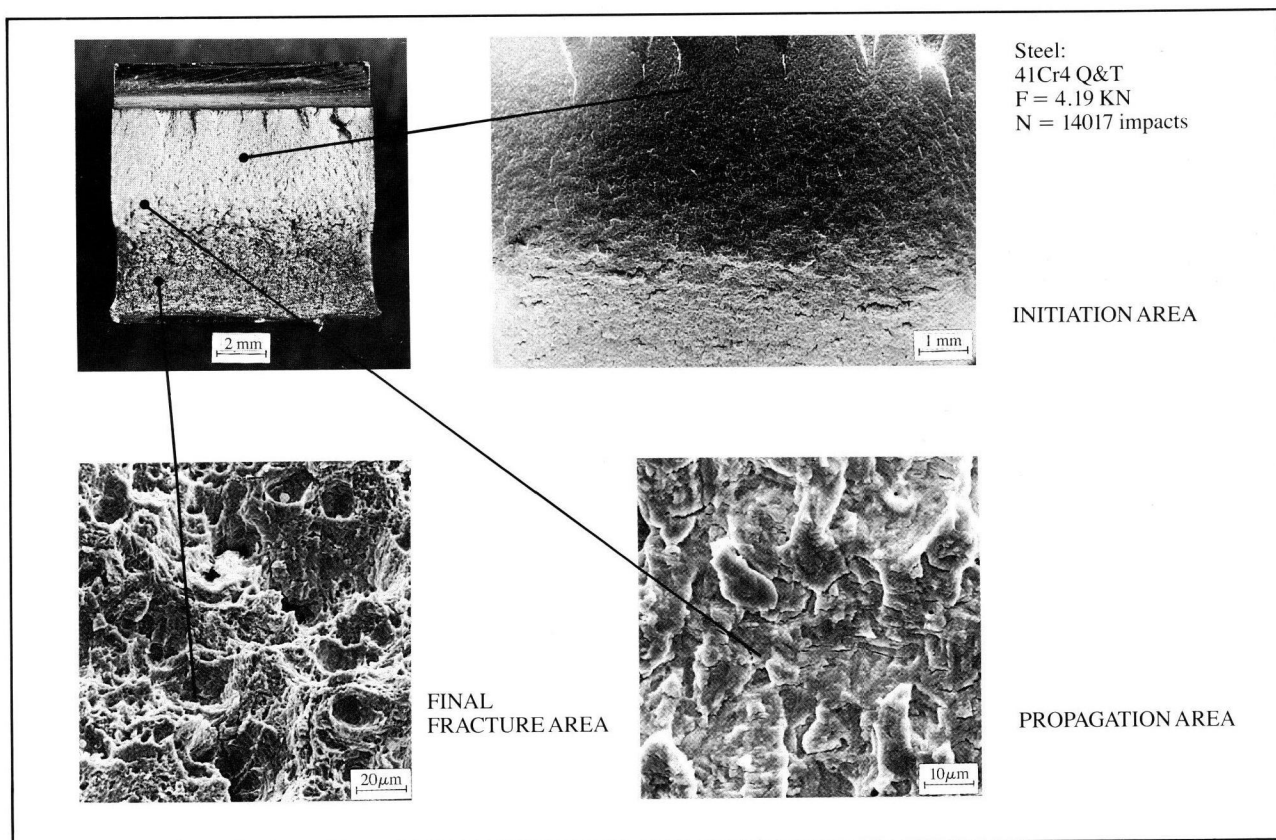 Steel:
41Cr4 Q&T
F = 4.19 KN
N = 14017 impacts
2 mm
1 mm
INITIATION AREA
FINAL
FRACTURE AREA
20μm
10μm
PROPAGATION AREA